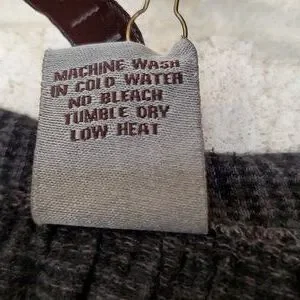 MACHINE WASH
IN COLD WATER
NO BLEACH
TUMBLE DRY
LOW HEAT